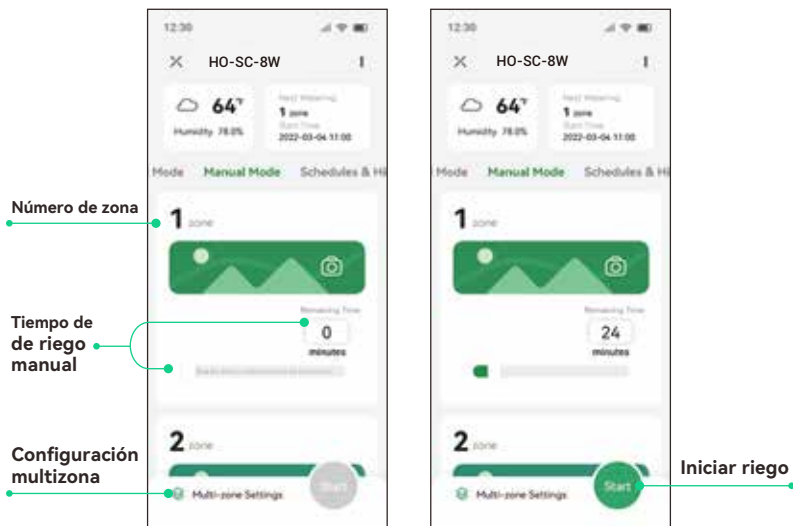 12:30
HO-SC-8W
64°F
Humidity 78.0%
Next Watering
1 zone
Start Time
2022-03-04 11:00
Mode Manual Mode Schedules & Hi
1 zone
Remaining Time
0
minutes
2 zone
Multi-zone Settings
Start
Número de zona
Tiempo de
de riego
manual
Configuración
multizona
12:30
HO-SC-8W
64°F
Humidity 78.0%
Next Watering
1 zone
Start Time
2022-03-04 11:00
Mode Manual Mode Schedules & Hi
1 zone
Remaining Time
24
minutes
2 zone
Multi-zone Settings
Start
Iniciar riego